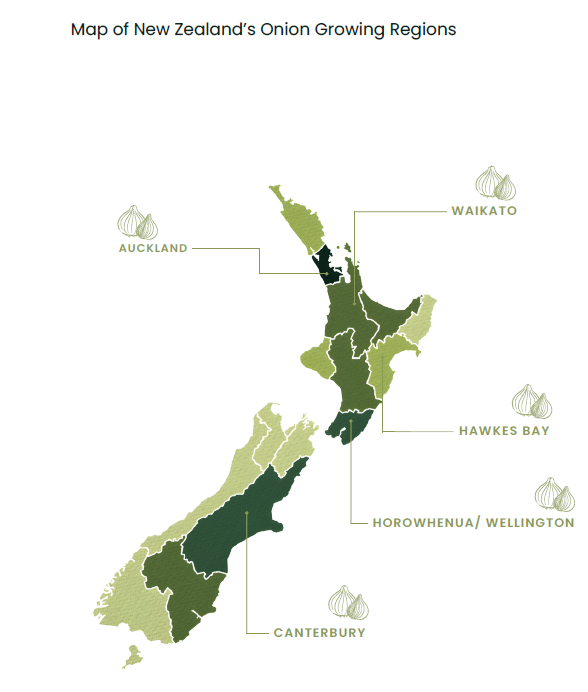 Map of New Zealand’s Onion Growing Regions
WAIKATO
AUCKLAND
HAWKES BAY
HOROWHENUA/ WELLINGTON
CANTERBURY